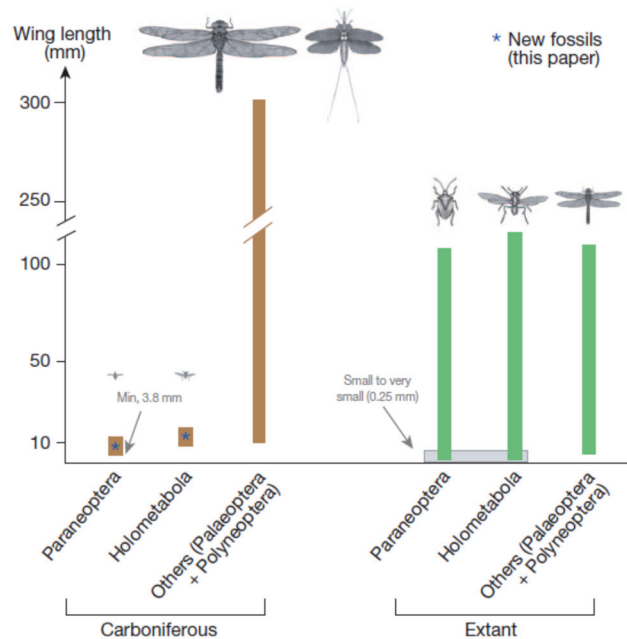 Wing length
(mm)
* New fossils
(this paper)
300
250
100
50
10
Min, 3.8 mm
Small to very
small (0.25 mm)
Paraneoptera
Holometabola
Others (Palaeoptera
+ Polyneoptera)
Paraneoptera
Holometabola
Others (Palaeoptera
+ Polyneoptera)
Carboniferous
Extant